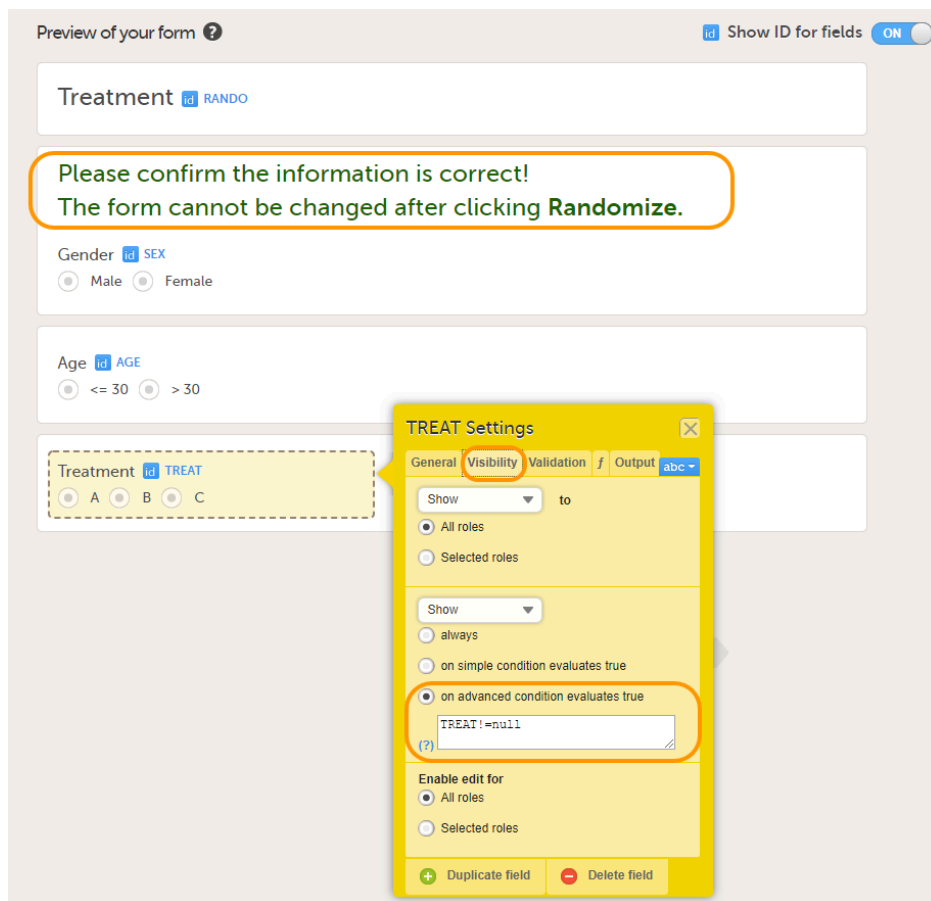 Preview of your form ?
id Show ID for fields ON
Treatment id RANDO
Please confirm the information is correct!
The form cannot be changed after clicking Randomize.
Gender id SEX
Male Female
Age id AGE
<= 30 > 30
Treatment id TREAT
A B C
TREAT Settings
General Visibility Validation f Output abc
Show to
All roles
Selected roles
Show
always
on simple condition evaluates true
on advanced condition evaluates true
TREAT!=null
(?)
Enable edit for
All roles
Selected roles
Duplicate field Delete field